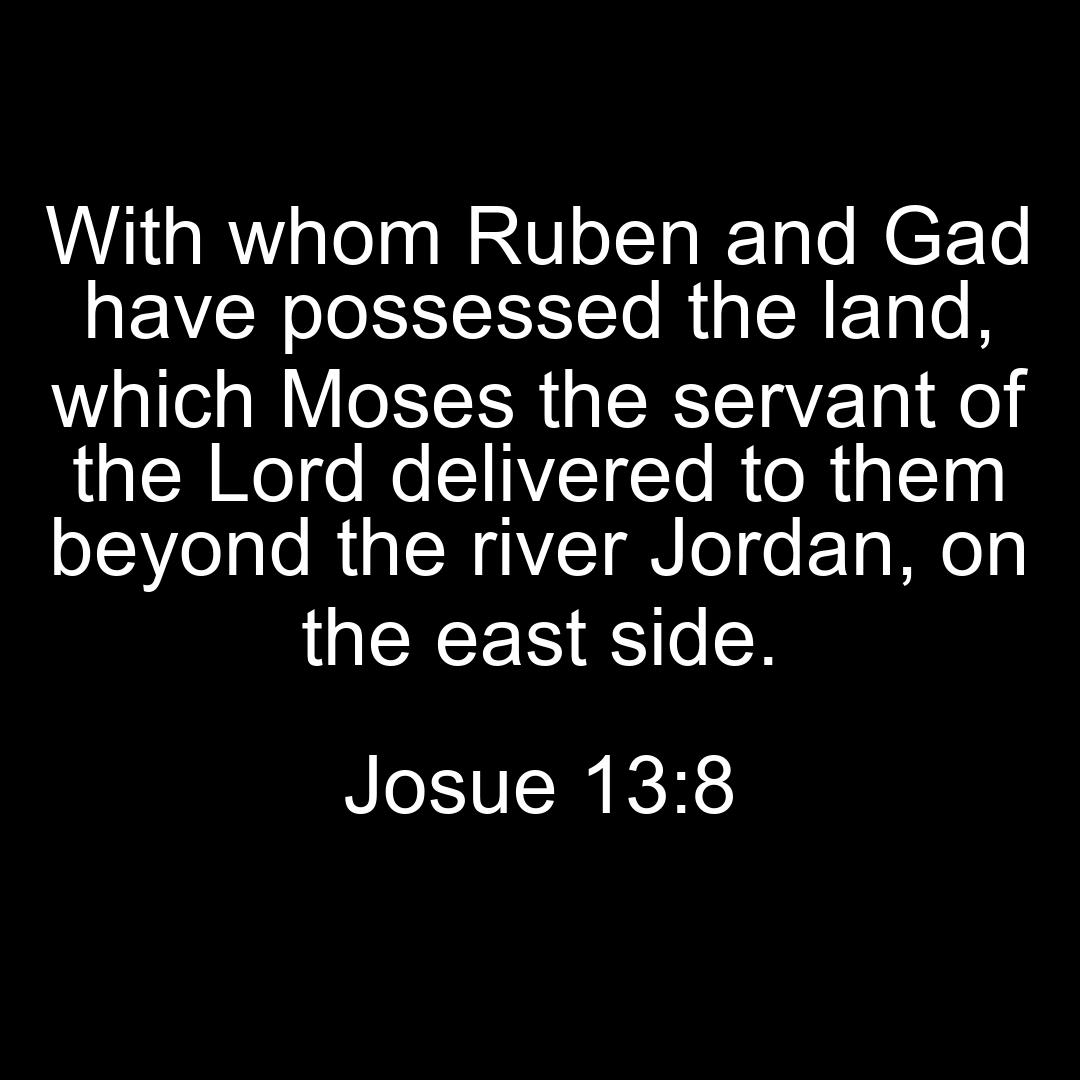 With whom Ruben and Gad
have possessed the land,
which Moses the servant of
the Lord delivered to them
beyond the river Jordan, on
the east side.
Josue 13:8